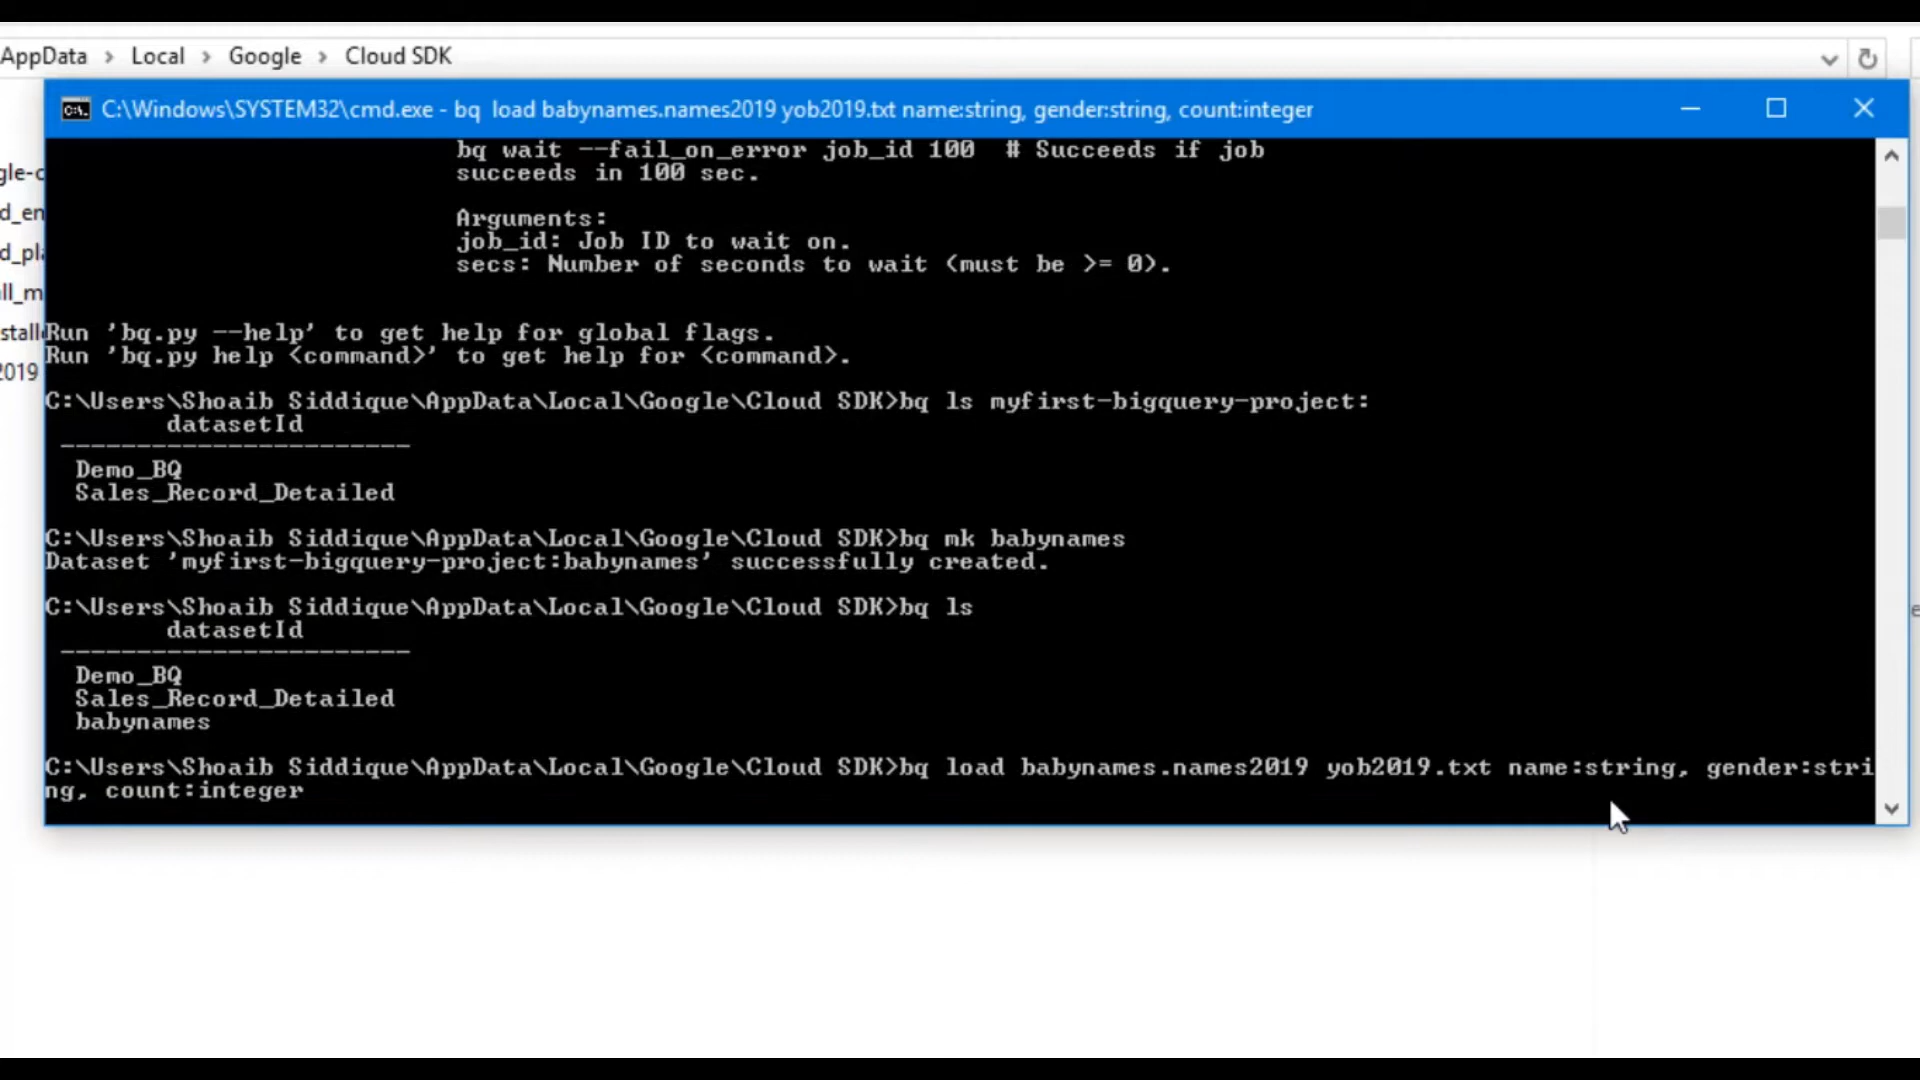 AppData > Local > Google > Cloud SDK
C:\Windows\SYSTEM32\cmd.exe - bq  load babynames.names2019 yob2019.txt name:string, gender:string, count:integer
bq wait --fail_on_error job_id 100  # Succeeds if job
succeeds in 100 sec.
Arguments:
job_id: Job ID to wait on.
secs: Number of seconds to wait (must be >= 0).
Run 'bq.py --help' to get help for global flags.
Run 'bq.py help <command>' to get help for <command>.
C:\Users\Shoaib Siddique\AppData\Local\Google\Cloud SDK>bq ls myfirst-bigquery-project:
datasetId
------------------------
Demo_BQ
Sales_Record_Detailed
C:\Users\Shoaib Siddique\AppData\Local\Google\Cloud SDK>bq mk babynames
Dataset 'myfirst-bigquery-project:babynames' successfully created.
C:\Users\Shoaib Siddique\AppData\Local\Google\Cloud SDK>bq ls
datasetId
------------------------
Demo_BQ
Sales_Record_Detailed
babynames
C:\Users\Shoaib Siddique\AppData\Local\Google\Cloud SDK>bq load babynames.names2019 yob2019.txt name:string, gender:stri
ng, count:integer